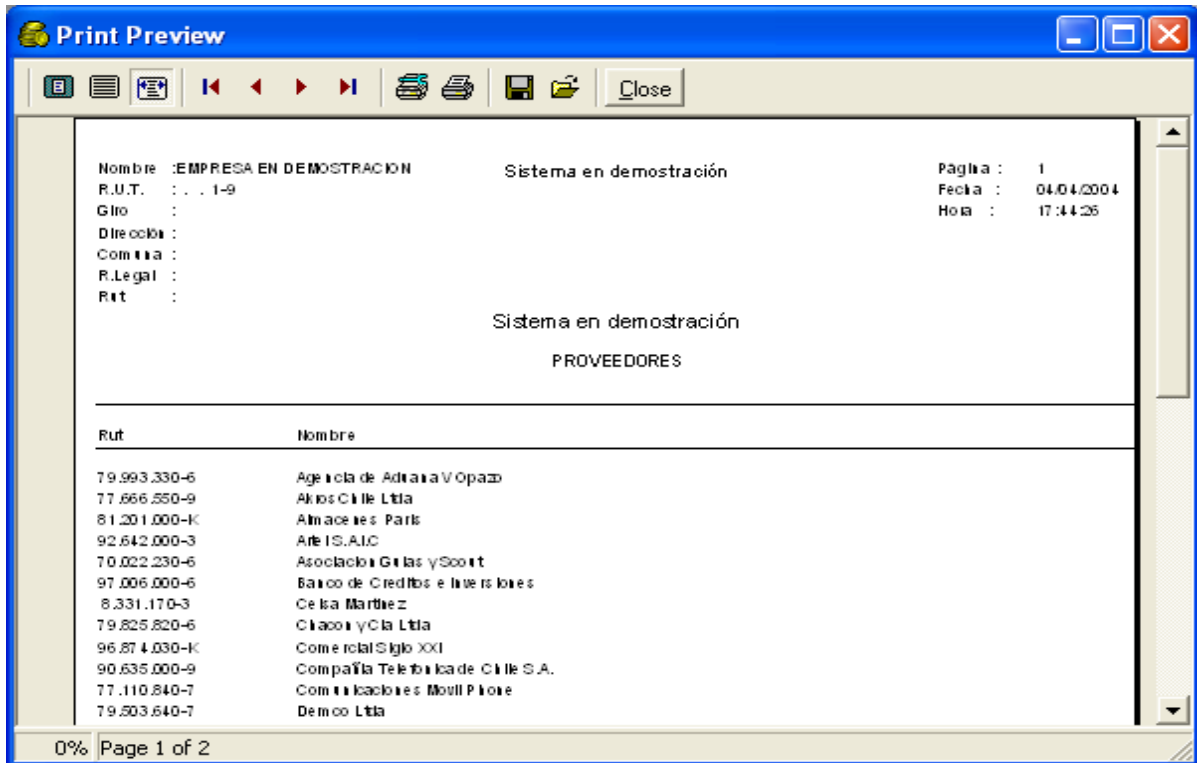 Print Preview
Close
Nombre :EMPRESA EN DEMOSTRACION Sistema en demostración Página : 1
R.U.T. : . . 1-9 Fecha : 04/04/2004
Giro : Hora : 17:44:26
Dirección :
Comuna :
R.Legal :
Rut :
Sistema en demostración
PROVEEDORES
Rut Nombre
79.993.330-6 Agencia de Adriana V Opazo
77.666.550-9 Akros Chile Ltda
81.201.000-K Almacenes Paris
92.642.000-3 Artel S.A.I.C
70.022.230-6 Asociacion Guias y Scout
97.006.000-6 Banco de Creditos e Inversiones
8.331.170-3 Celsa Martinez
79.825.820-6 Chacon y Cia Ltda
96.874.030-K Comercial Siglo XXI
90.635.000-9 Compañia Telefonica de Chile S.A.
77.110.840-7 Comunicaciones Movil Phone
79.503.640-7 Demco Ltda
0% Page 1 of 2